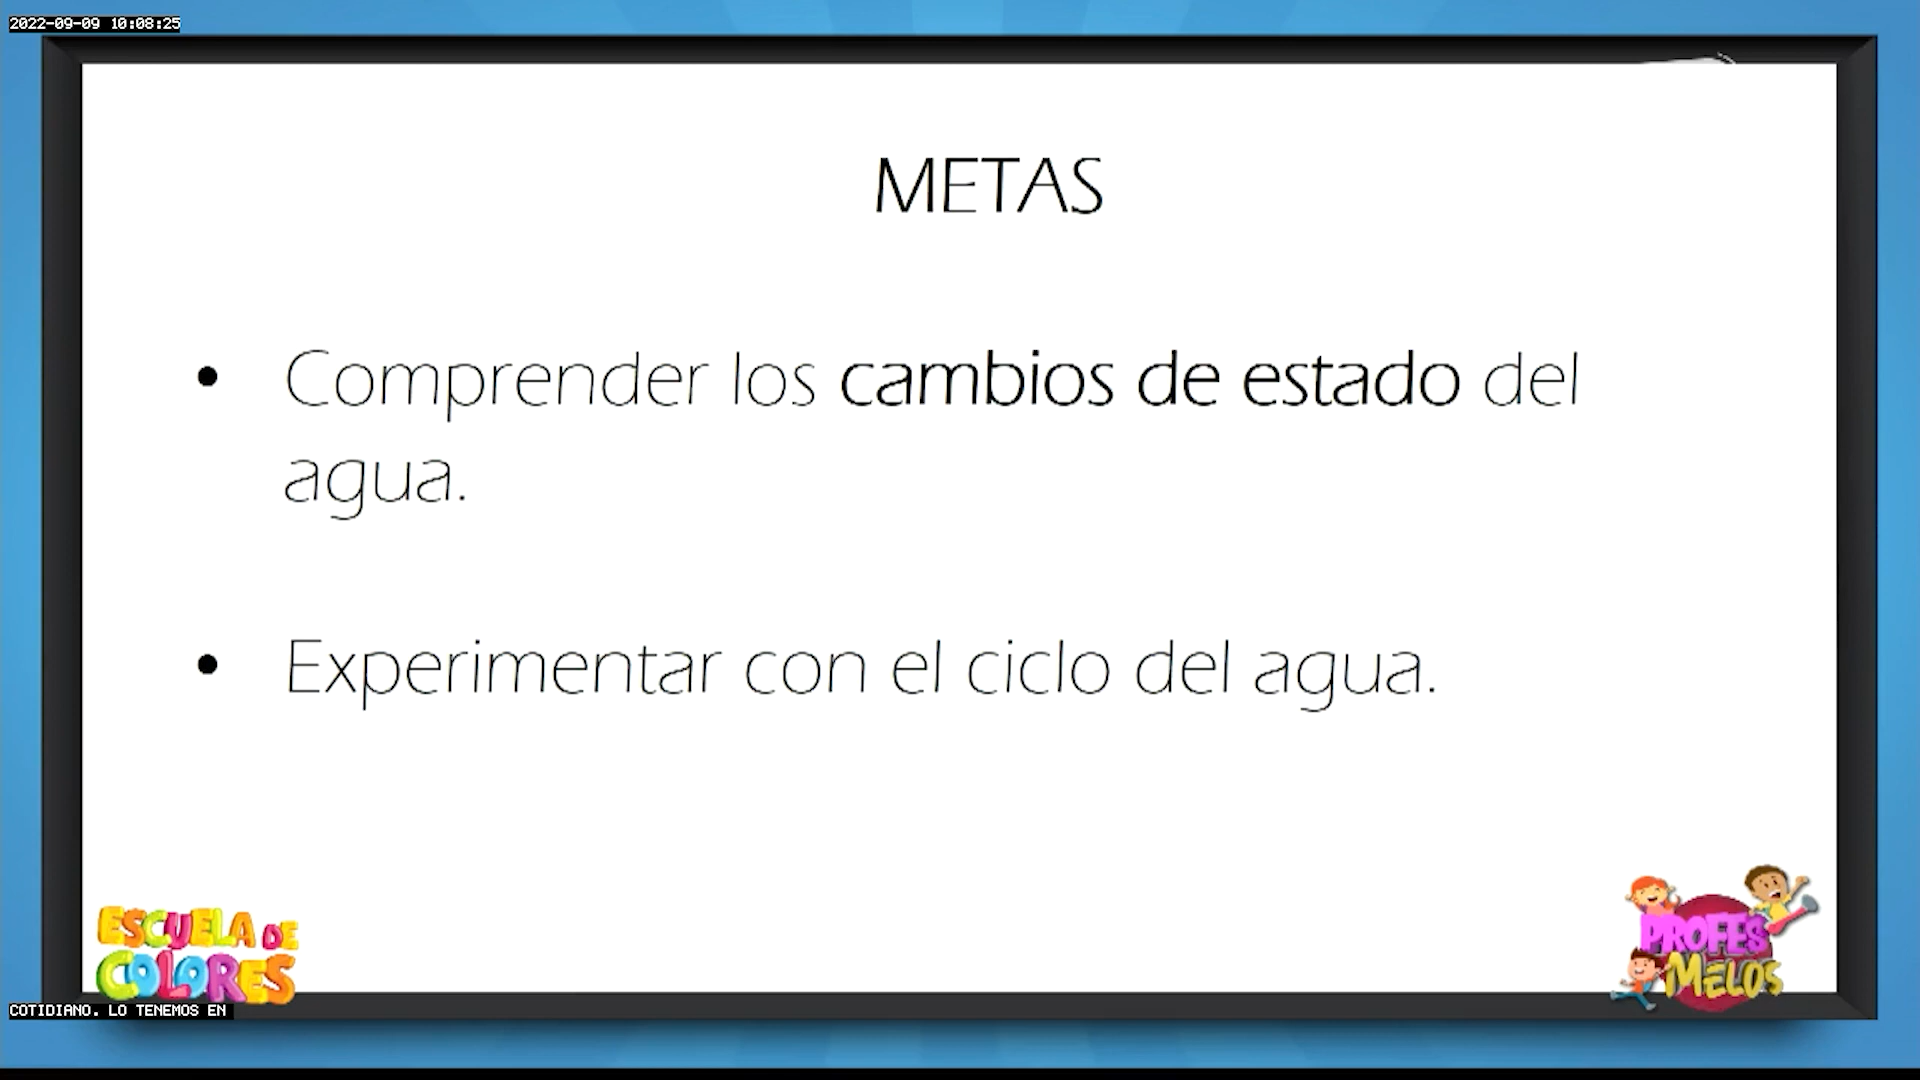 2022-09-09 10:08:25
METAS
• Comprender los cambios de estado del
agua.
• Experimentar con el ciclo del agua.
ESCUELA DE
COLORES
PROFES
MELOS
COTIDIANO. LO TENEMOS EN